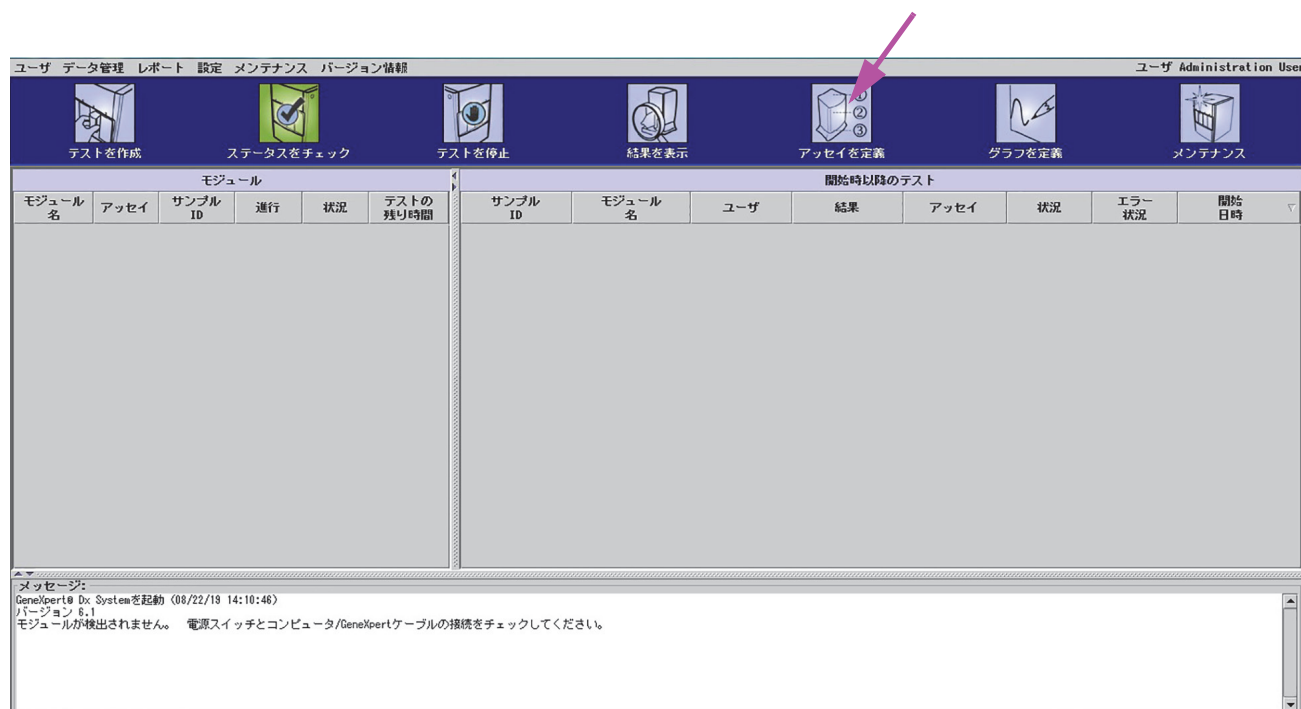 ユーザ データ管理 レポート 設定 メンテナンス バージョン情報
ユーザ Administration User
①
②
③
テストを作成
ステータスをチェック
テストを停止
結果を表示
アッセイを定義
グラフを定義
メンテナンス
モジュール
開始時以降のテスト
モジュール
名
アッセイ
サンプル
ID
進行
状況
テストの
残り時間
サンプル
ID
モジュール
名
ユーザ
結果
アッセイ
状況
エラー
状況
開始
日時
メッセージ:
GeneXpert® Dx Systemを起動 (08/22/19 14:10:46)
バージョン 6.1
モジュールが検出されません。 電源スイッチとコンピュータ/GeneXpertケーブルの接続をチェックしてください。